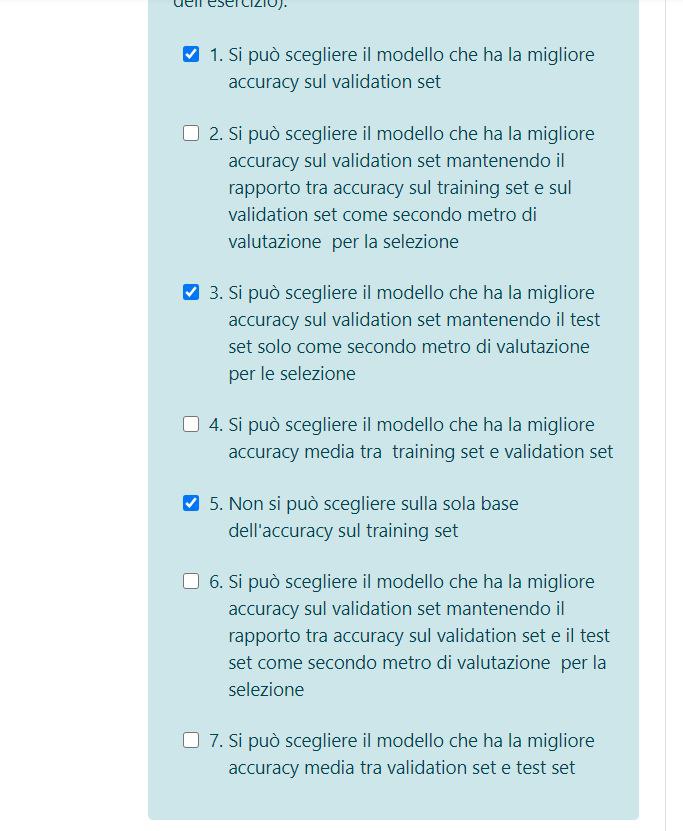 dell'esercizio).
1. Si può scegliere il modello che ha la migliore
accuracy sul validation set
2. Si può scegliere il modello che ha la migliore
accuracy sul validation set mantenendo il
rapporto tra accuracy sul training set e sul
validation set come secondo metro di
valutazione per la selezione
3. Si può scegliere il modello che ha la migliore
accuracy sul validation set mantenendo il test
set solo come secondo metro di valutazione
per le selezione
4. Si può scegliere il modello che ha la migliore
accuracy media tra training set e validation set
5. Non si può scegliere sulla sola base
dell'accuracy sul training set
6. Si può scegliere il modello che ha la migliore
accuracy sul validation set mantenendo il
rapporto tra accuracy sul validation set e il test
set come secondo metro di valutazione per la
selezione
7. Si può scegliere il modello che ha la migliore
accuracy media tra validation set e test set